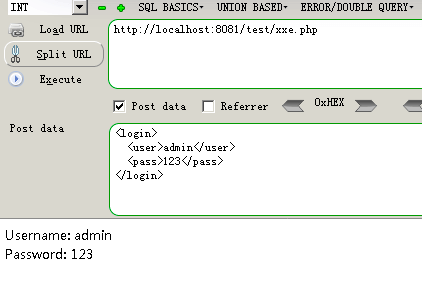 INT SQL BASICS UNION BASED ERROR/DOUBLE QUERY
Load URL
http://localhost:8081/test/xxe.php
Split URL
Execute
Post data Referrer 0xHEX
Post data
<login>
<user>admin</user>
<pass>123</pass>
</login>
Username: admin
Password: 123